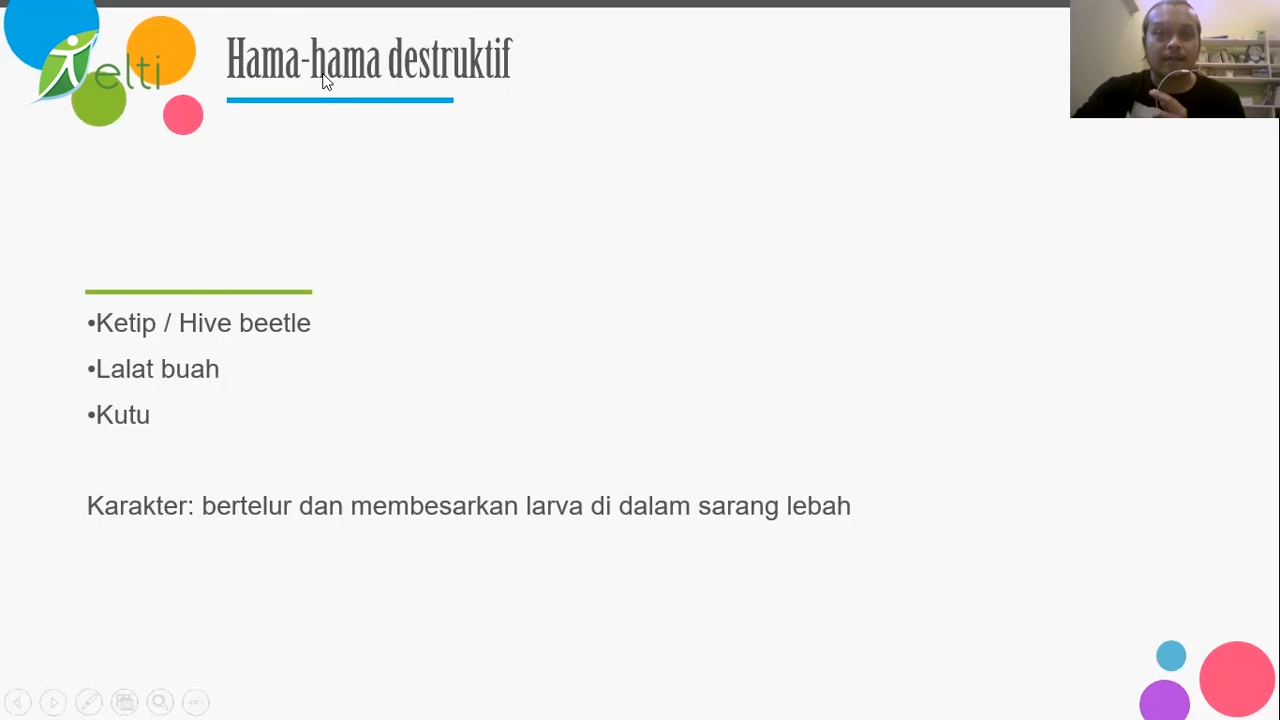 elti
Hama-hama destruktif
•Ketip / Hive beetle
•Lalat buah
•Kutu
Karakter: bertelur dan membesarkan larva di dalam sarang lebah